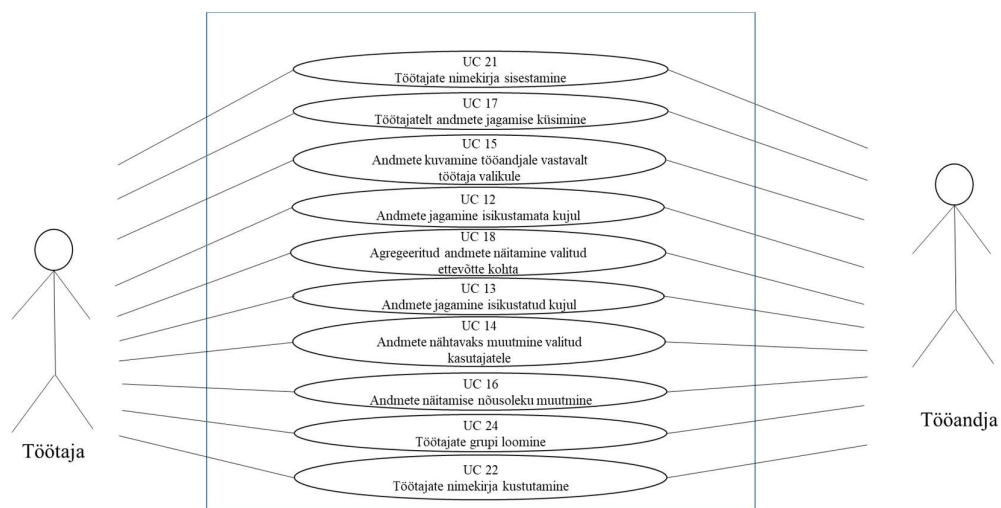 UC 21
Töötajate nimekirja sisestamine
UC 17
Töötajatelt andmete jagamise küsimine
UC 15
Andmete kuvamine tööandjale vastavalt
töötaja valikule
UC 12
Andmete jagamine isikustamata kujul
UC 18
Agregeeritud andmete näitamine valitud
ettevõtte kohta
UC 13
Andmete jagamine isikustatud kujul
UC 14
Andmete nähtavaks muutmine valitud
kasutajatele
UC 16
Andmete näitamise nõusoleku muutmine
UC 24
Töötajate grupi loomine
UC 22
Töötajate nimekirja kustutamine
Töötaja
Tööandja